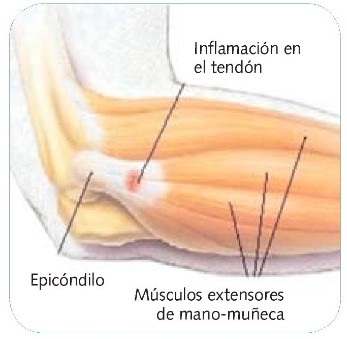 Inflamación en
el tendón
Epicóndilo
Músculos extensores
de mano-muñeca